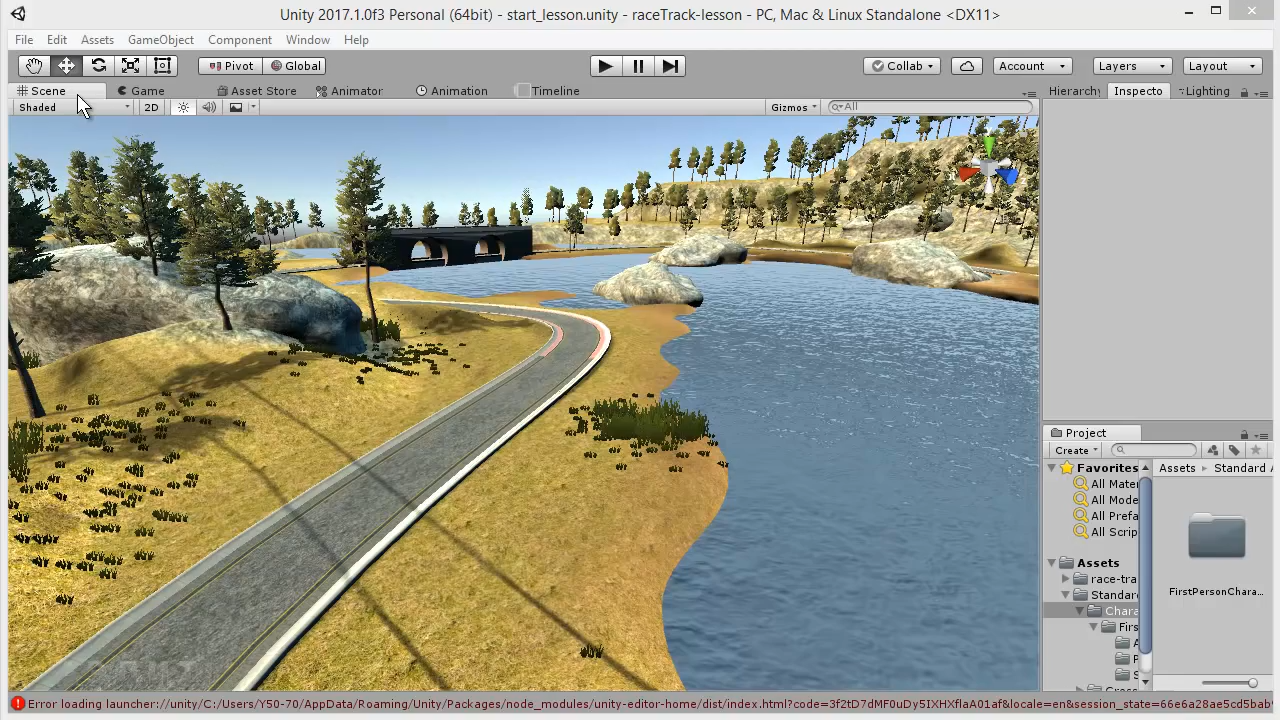 Unity 2017.1.0f3 Personal (64bit) - start_lesson.unity - raceTrack-lesson - PC, Mac & Linux Standalone <DX11>
File Edit Assets GameObject Component Window Help
Pivot Global Collab Account Layers Layout
Scene Game Asset Store Animator Animation Timeline Hierarchy Inspecto Lighting
Shaded 2D Gizmos All
Project
Create
Favorites
All Mater
All Mode
All Prefa
All Scrip
Assets
race-tra
Standar
Chara
Firs
Assets Standard A
FirstPersonChara...
Error loading launcher://unity/C:/Users/Y50-70/AppData/Roaming/Unity/Packages/node_modules/unity-editor-home/dist/index.html?code=3f2tD7dMF0uDy5IXHXflaA01af&locale=en&session_state=66e6a28ae5cd5bab